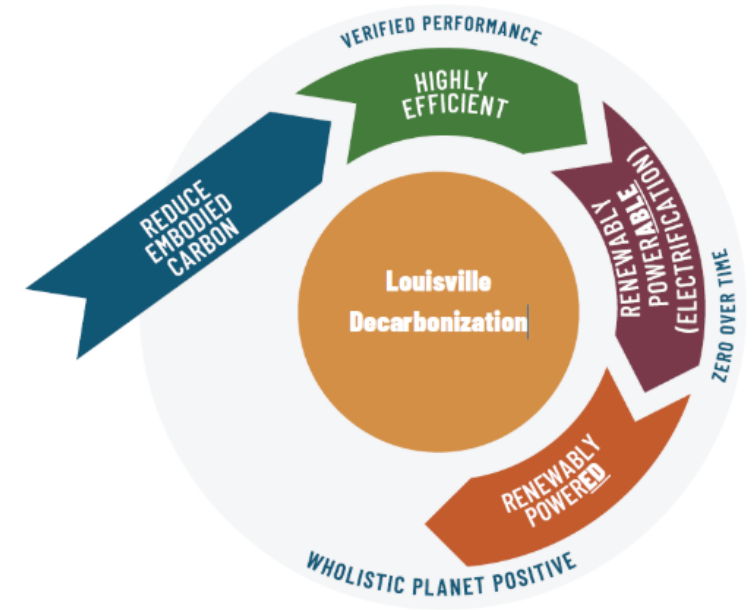 VERIFIED PERFORMANCE
HIGHLY
EFFICIENT
REDUCE
EMBODIED
CARBON
RENEWABLY
POWERABLE
(ELECTRIFICATION)
Louisville
Decarbonization
ZERO OVER TIME
RENEWABLY
POWERED
WHOLISTIC PLANET POSITIVE